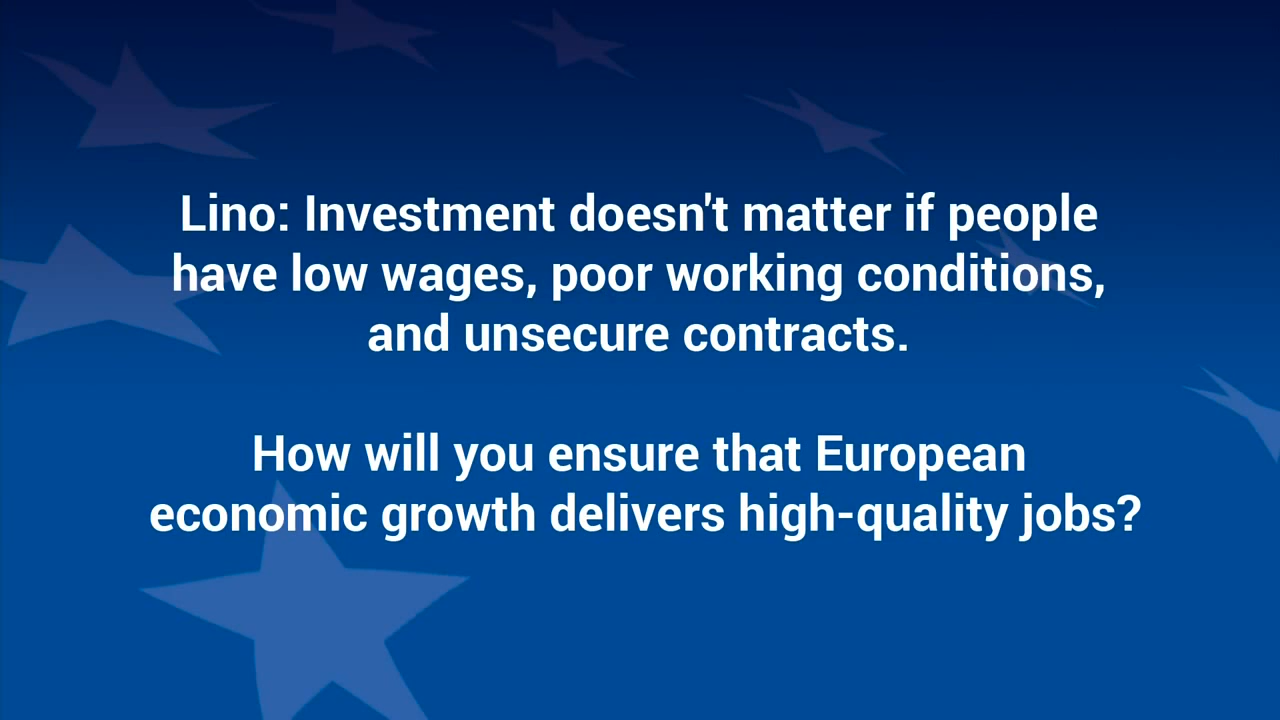 Lino: Investment doesn't matter if people
have low wages, poor working conditions,
and unsecure contracts.
How will you ensure that European
economic growth delivers high-quality jobs?